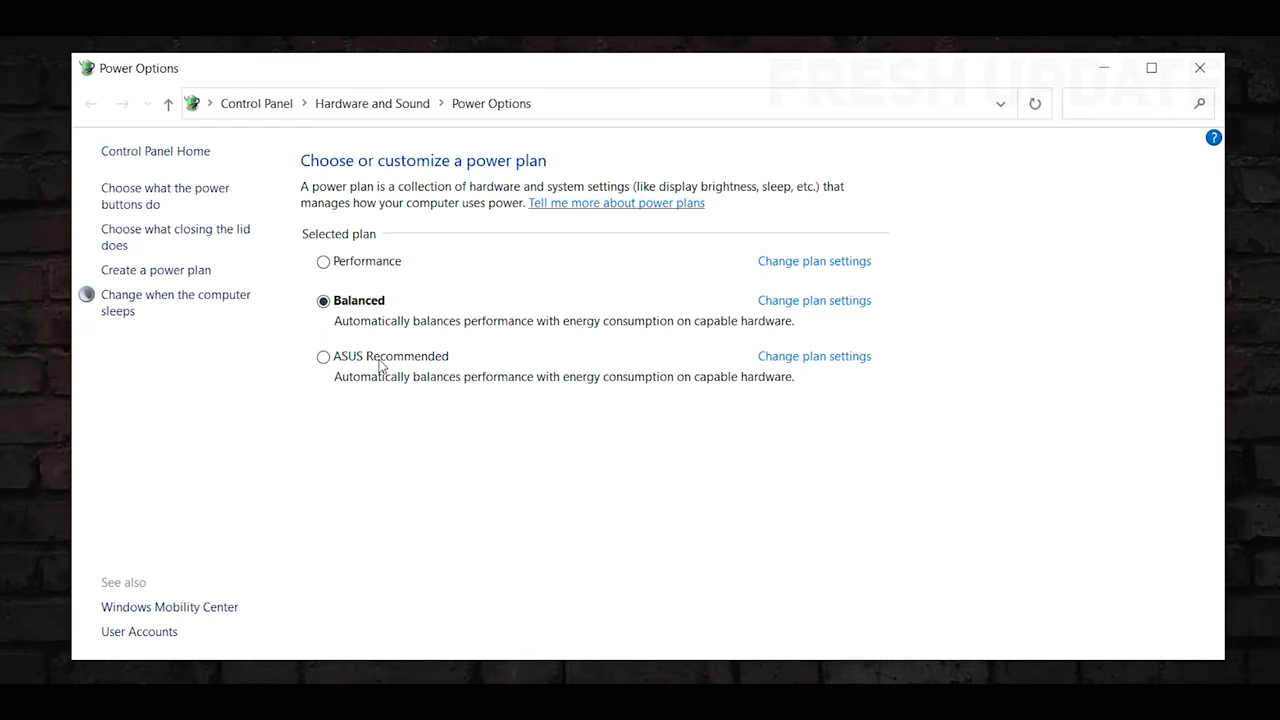 FRESH UPDATE
Power Options
Control Panel > Hardware and Sound > Power Options
?
Control Panel Home
Choose what the power
buttons do
Choose what closing the lid
does
Create a power plan
Change when the computer
sleeps
Choose or customize a power plan
A power plan is a collection of hardware and system settings (like display brightness, sleep, etc.) that
manages how your computer uses power. Tell me more about power plans
Selected plan
Performance Change plan settings
Balanced Change plan settings
Automatically balances performance with energy consumption on capable hardware.
ASUS Recommended Change plan settings
Automatically balances performance with energy consumption on capable hardware.
See also
Windows Mobility Center
User Accounts